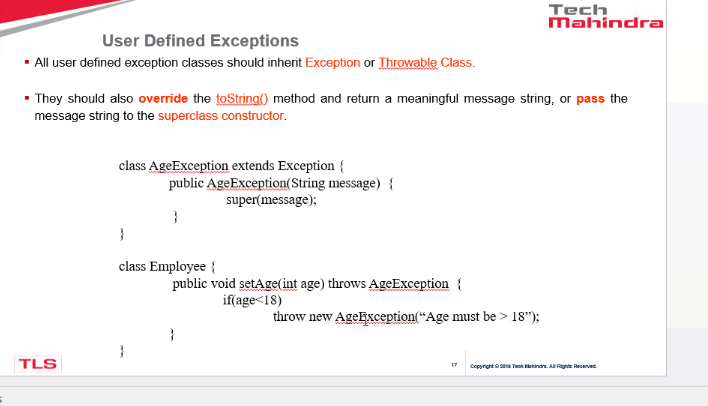 Tech
Mahindra
User Defined Exceptions
▪ All user defined exception classes should inherit Exception or Throwable Class.
▪ They should also override the toString() method and return a meaningful message string, or pass the
message string to the superclass constructor.
class AgeException extends Exception {
public AgeException(String message) {
super(message);
}
}
class Employee {
public void setAge(int age) throws AgeException {
if(age<18)
throw new AgeException(“Age must be > 18”);
}
}
TLS
17
Copyright © 2019 Tech Mahindra. All Rights Reserved.